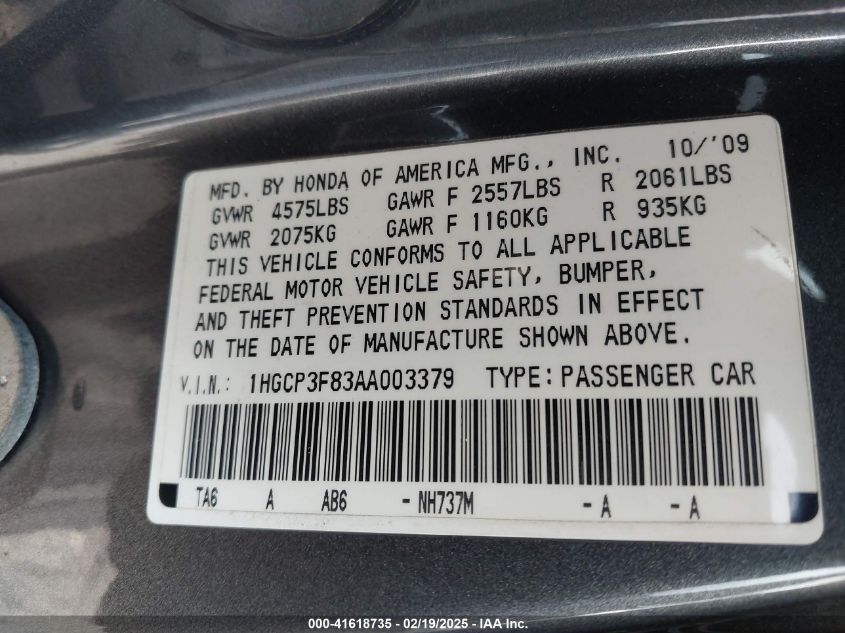 MFD. BY HONDA OF AMERICA MFG., INC. 10/'09
GVWR 4575LBS GAWR F 2557LBS R 2061LBS
GVWR 2075KG GAWR F 1160KG R 935KG
THIS VEHICLE CONFORMS TO ALL APPLICABLE
FEDERAL MOTOR VEHICLE SAFETY, BUMPER,
AND THEFT PREVENTION STANDARDS IN EFFECT
ON THE DATE OF MANUFACTURE SHOWN ABOVE.
V.I.N.: 1HGCP3F83AA003379 TYPE: PASSENGER CAR
TA6 A AB6 - NH737M - A - A
000-41618735 - 02/19/2025 - IAA Inc.